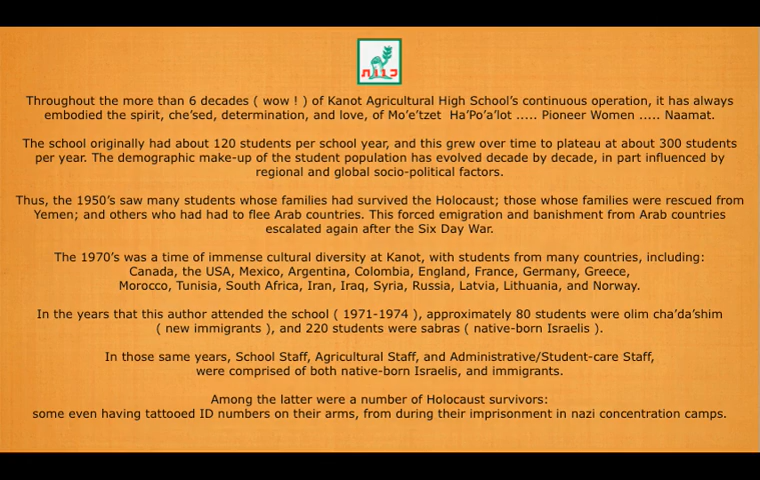 כנות
Throughout the more than 6 decades ( wow ! ) of Kanot Agricultural High School's continuous operation, it has always
embodied the spirit, che'sed, determination, and love, of Mo'e'tzet Ha'Po'a'lot ..... Pioneer Women ..... Naamat.
The school originally had about 120 students per school year, and this grew over time to plateau at about 300 students
per year. The demographic make-up of the student population has evolved decade by decade, in part influenced by
regional and global socio-political factors.
Thus, the 1950's saw many students whose families had survived the Holocaust; those whose families were rescued from
Yemen; and others who had had to flee Arab countries. This forced emigration and banishment from Arab countries
escalated again after the Six Day War.
The 1970's was a time of immense cultural diversity at Kanot, with students from many countries, including:
Canada, the USA, Mexico, Argentina, Colombia, England, France, Germany, Greece,
Morocco, Tunisia, South Africa, Iran, Iraq, Syria, Russia, Latvia, Lithuania, and Norway.
In the years that this author attended the school ( 1971-1974 ), approximately 80 students were olim cha'da'shim
( new immigrants ), and 220 students were sabras ( native-born Israelis ).
In those same years, School Staff, Agricultural Staff, and Administrative/Student-care Staff,
were comprised of both native-born Israelis, and immigrants.
Among the latter were a number of Holocaust survivors:
some even having tattooed ID numbers on their arms, from during their imprisonment in nazi concentration camps.